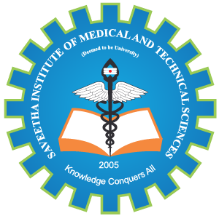 SAVEETHA INSTITUTE OF MEDICAL AND TECHNICAL SCIENCES
(Deemed to be University)
2005
Knowledge Conquers All